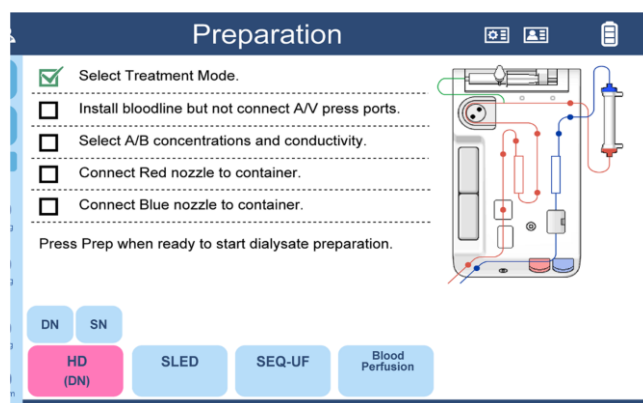 Preparation
Select Treatment Mode.
Install bloodline but not connect A/V press ports.
Select A/B concentrations and conductivity.
Connect Red nozzle to container.
Connect Blue nozzle to container.
Press Prep when ready to start dialysate preparation.
DN SN
HD
(DN)
SLED
SEQ-UF
Blood
Perfusion